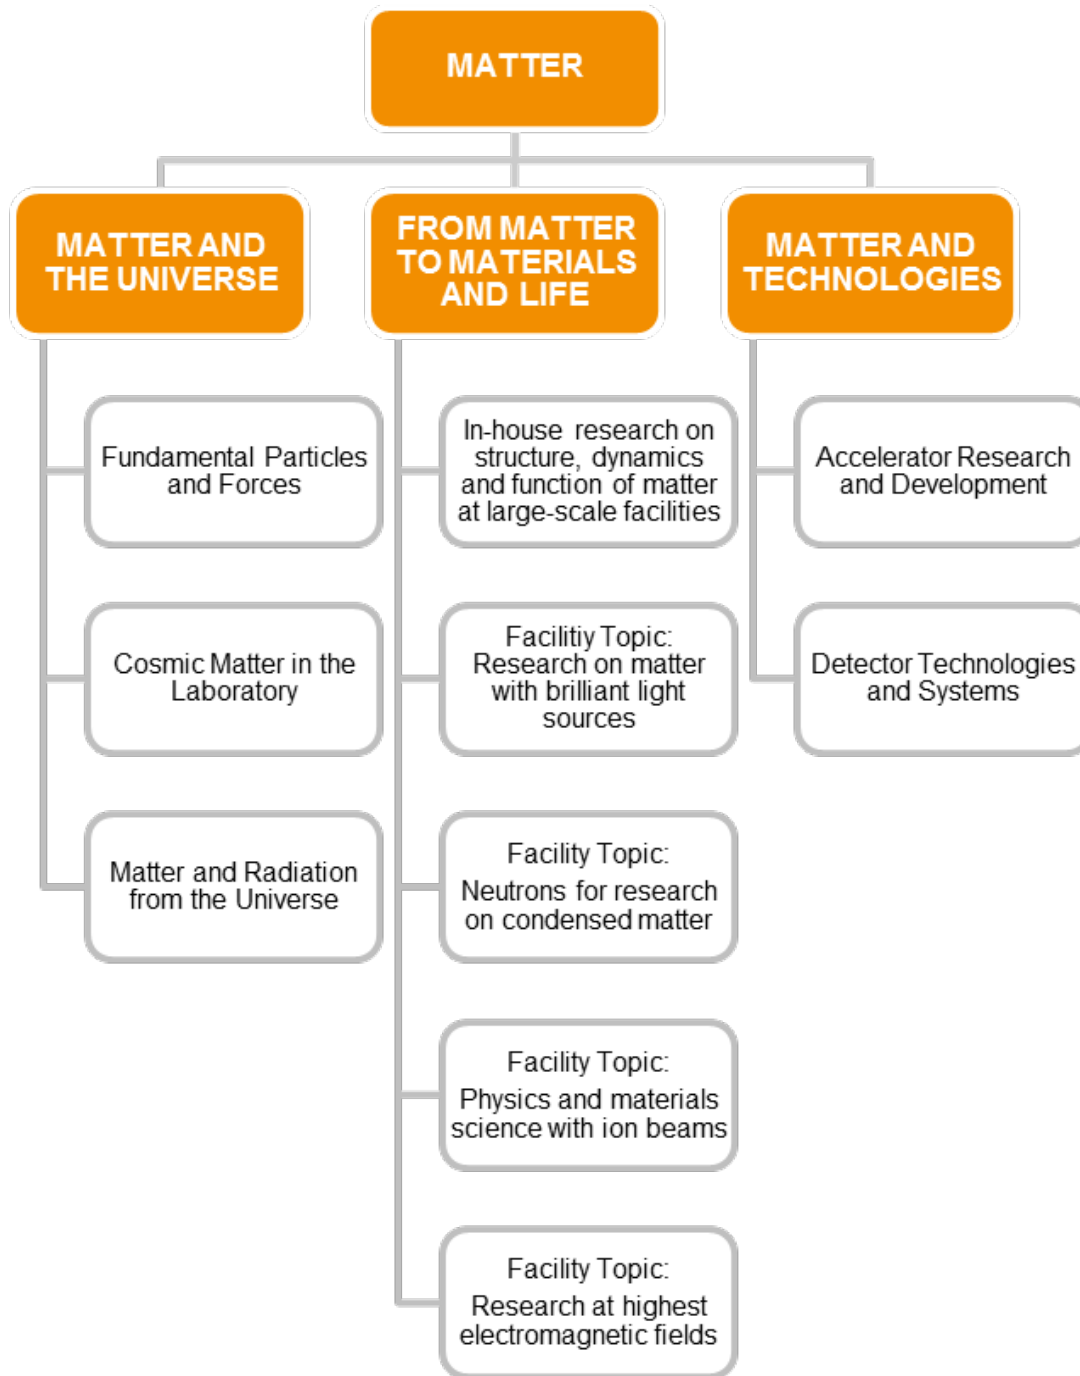 MATTER
MATTER AND
THE UNIVERSE
FROM MATTER
TO MATERIALS
AND LIFE
MATTER AND
TECHNOLOGIES
Fundamental Particles
and Forces
Cosmic Matter in the
Laboratory
Matter and Radiation
from the Universe
In-house research on
structure, dynamics
and function of matter
at large-scale facilities
Facilitiy Topic:
Research on matter
with brilliant light
sources
Facility Topic:
Neutrons for research
on condensed matter
Facility Topic:
Physics and materials
science with ion beams
Facility Topic:
Research at highest
electromagnetic fields
Accelerator Research
and Development
Detector Technologies
and Systems